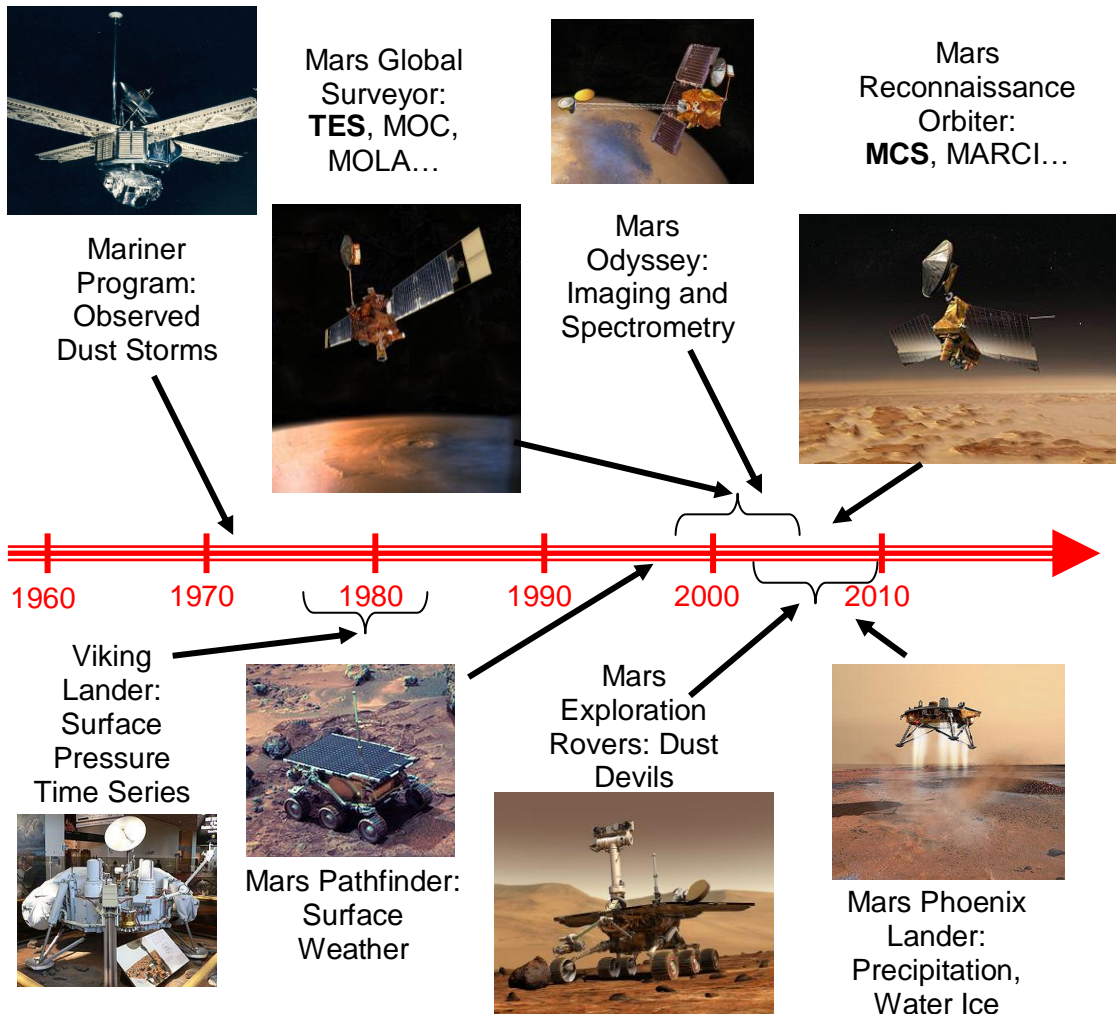 Mars Global
Surveyor:
TES, MOC,
MOLA…
Mars
Reconnaissance
Orbiter:
MCS, MARCI…
Mariner
Program:
Observed
Dust Storms
Mars
Odyssey:
Imaging and
Spectrometry
1960
1970
1980
1990
2000
2010
Viking
Lander:
Surface
Pressure
Time Series
Mars Pathfinder:
Surface
Weather
Mars
Exploration
Rovers: Dust
Devils
Mars Phoenix
Lander:
Precipitation,
Water Ice